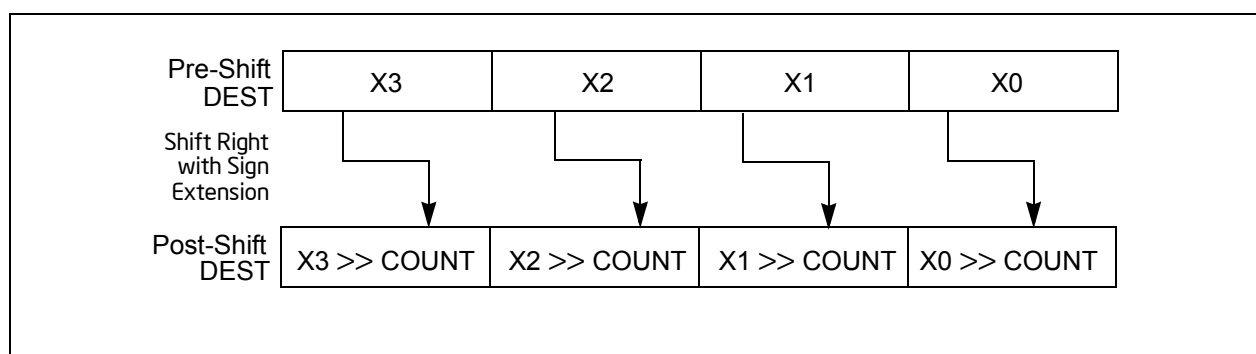 Pre-Shift
DEST
X3 X2 X1 X0
Shift Right
with Sign
Extension
Post-Shift
DEST
X3 >> COUNT X2 >> COUNT X1 >> COUNT X0 >> COUNT